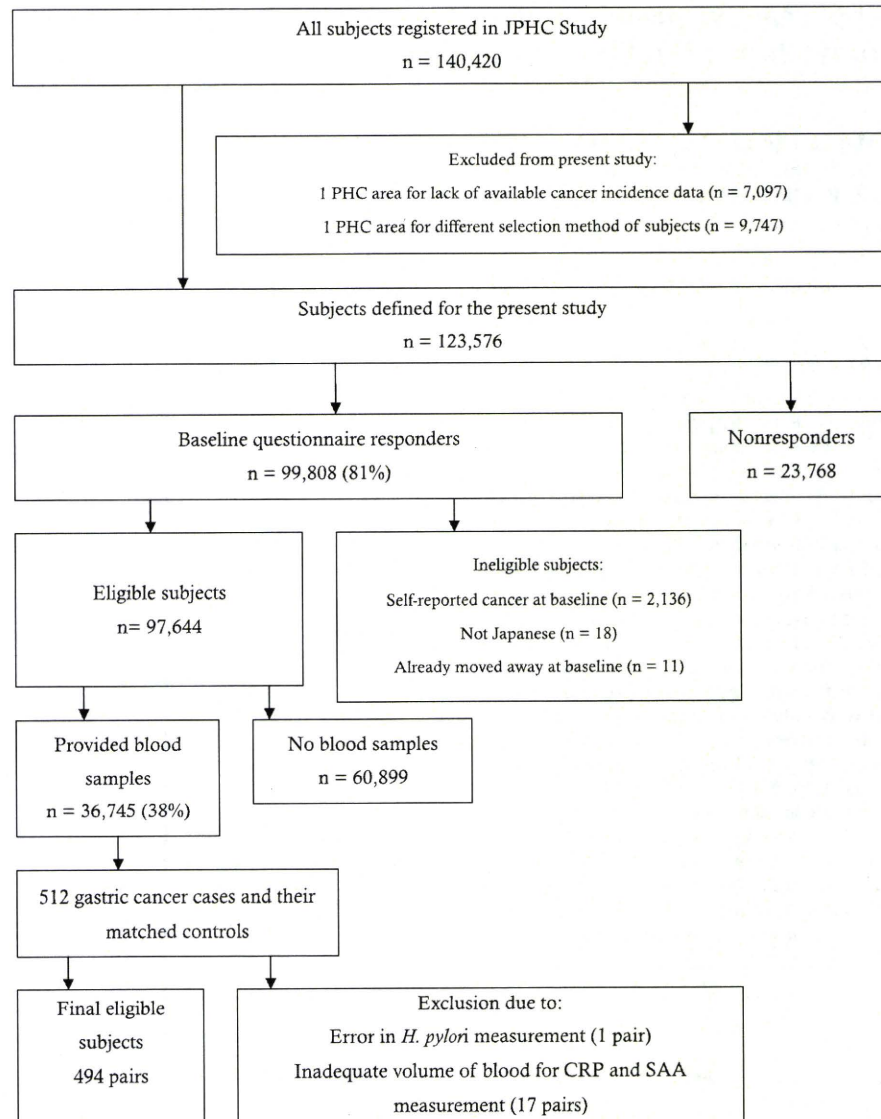 All subjects registered in JPHC Study
n = 140,420
Excluded from present study:
1 PHC area for lack of available cancer incidence data (n = 7,097)
1 PHC area for different selection method of subjects (n = 9,747)
Subjects defined for the present study
n = 123,576
Baseline questionnaire responders
n = 99,808 (81%)
Nonresponders
n = 23,768
Eligible subjects
n= 97,644
Ineligible subjects:
Self-reported cancer at baseline (n = 2,136)
Not Japanese (n = 18)
Already moved away at baseline (n = 11)
Provided blood
samples
n = 36,745 (38%)
No blood samples
n = 60,899
512 gastric cancer cases and their
matched controls
Final eligible
subjects
494 pairs
Exclusion due to:
Error in H. pylori measurement (1 pair)
Inadequate volume of blood for CRP and SAA
measurement (17 pairs)